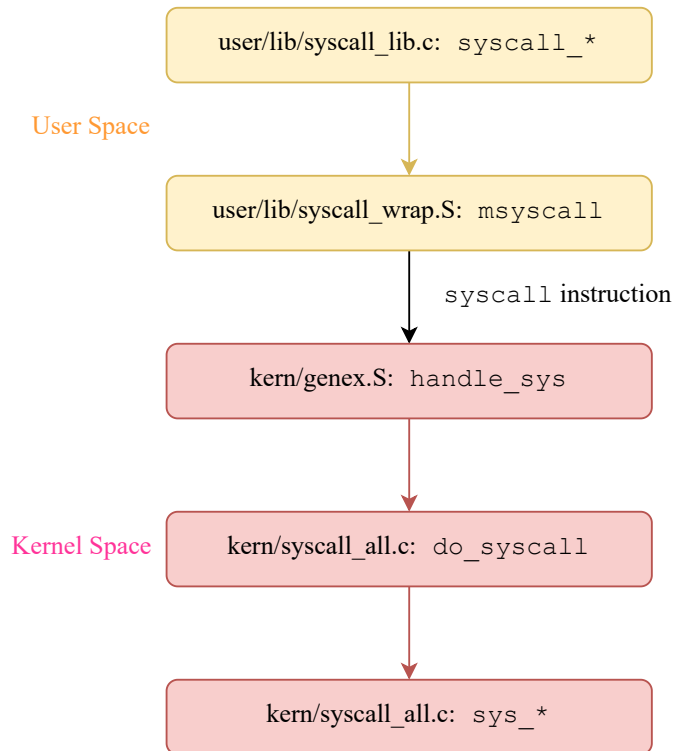 user/lib/syscall_lib.c: syscall_*
User Space
user/lib/syscall_wrap.S: msyscall
syscall instruction
kern/genex.S: handle_sys
Kernel Space
kern/syscall_all.c: do_syscall
kern/syscall_all.c: sys_*